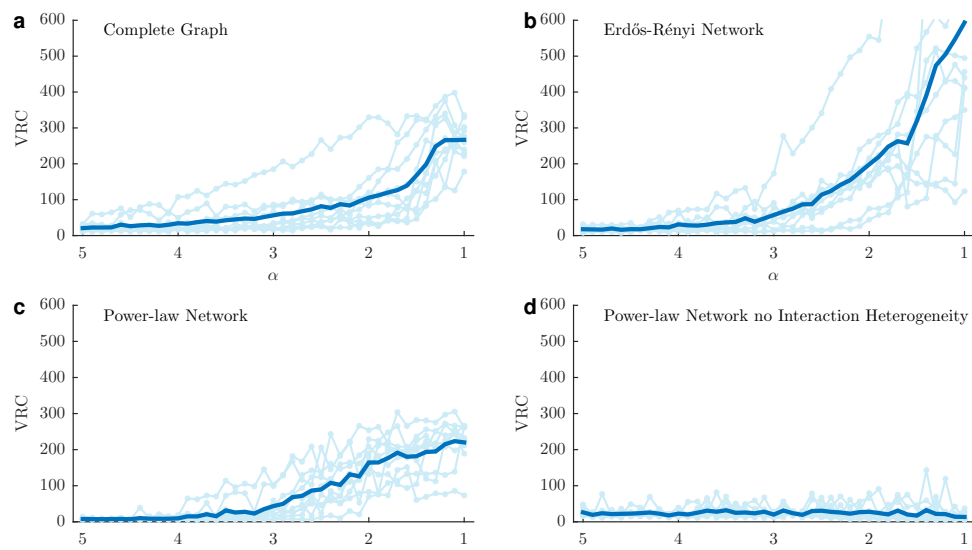 a
Complete Graph
600
500
400
300
200
100
0
VRC
5 4 3 2 1
α
b
Erdős-Rényi Network
600
500
400
300
200
100
0
VRC
5 4 3 2 1
α
c
Power-law Network
600
500
400
300
200
100
0
VRC
5 4 3 2 1
d
Power-law Network no Interaction Heterogeneity
600
500
400
300
200
100
0
VRC
5 4 3 2 1